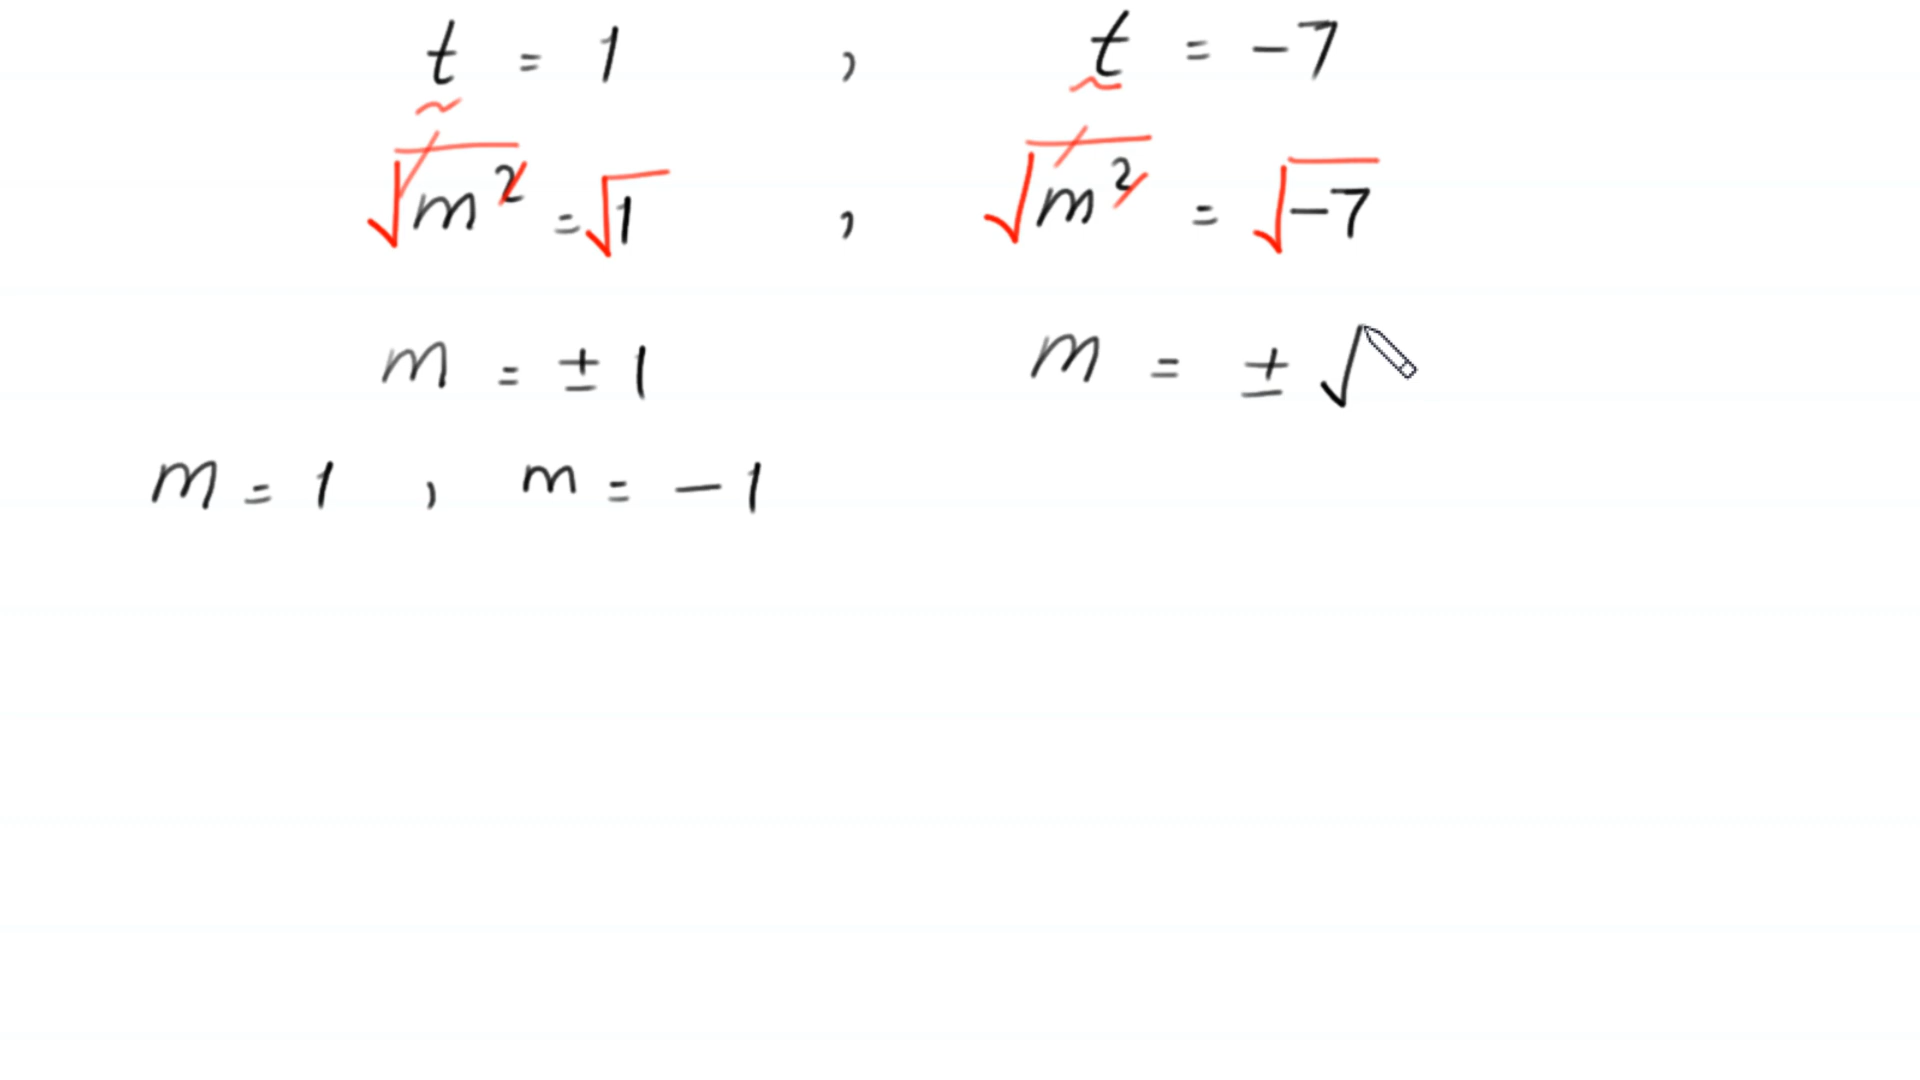 t = 1 , t = -7
√m² = √1 , √m² = √-7
m = ± 1 m = ± √
m = 1 , m = - 1